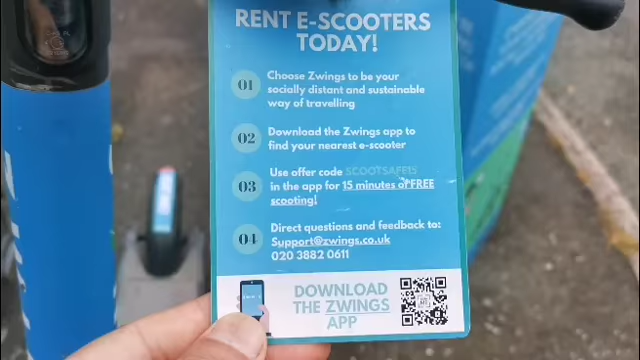 RENT E-SCOOTERS
TODAY!
01 Choose Zwings to be your
socially distant and sustainable
way of travelling
02 Download the Zwings app to
find your nearest e-scooter
03 Use offer code SCOOTSAFE15
in the app for 15 minutes of FREE
scooting!
04 Direct questions and feedback to:
Support@zwings.co.uk
020 3882 0611
DOWNLOAD
THE ZWINGS
APP